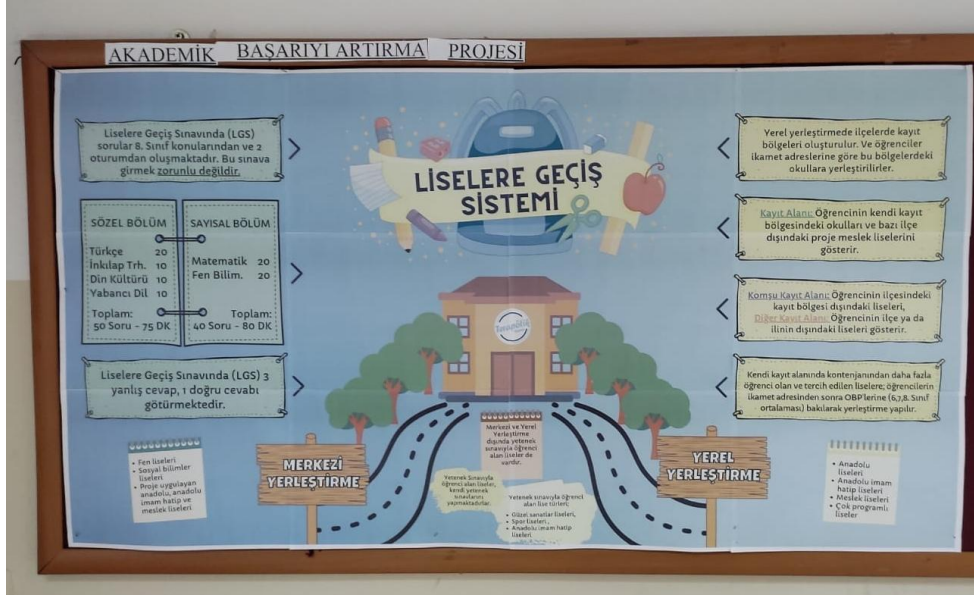 AKADEMİK BAŞARIYI ARTIRMA PROJESİ
LİSELERE GEÇİŞ
SİSTEMİ
Liselere Geçiş Sınavında (LGS)
sorular 8. Sınıf konularından ve 2
oturumdan oluşmaktadır. Bu sınava
girmek zorunlu değildir.
SÖZEL BÖLÜM
Türkçe 20
İnkılap Trh. 10
Din Kültürü 10
Yabancı Dil 10
Toplam:
50 Soru - 75 DK
SAYISAL BÖLÜM
Matematik 20
Fen Bilim. 20
Toplam:
40 Soru - 80 DK
Liselere Geçiş Sınavında (LGS) 3
yanlış cevap, 1 doğru cevabı
götürmektedir.
• Fen liseleri
• Sosyal bilimler
liseleri
• Proje uygulayan
anadolu, anadolu
imam hatip ve
meslek liseleri
MERKEZİ
YERLEŞTİRME
Merkezi ve Yerel
Yerleştirme
dışında yetenek
sınavıyla öğrenci
alan liseler de
vardır.
Yetenek Sınavıyla
öğrenci alan liseler,
kendi yetenek
sınavlarını
yapmaktadırlar.
Yetenek sınavıyla öğrenci
alan lise türleri;
• Güzel sanatlar liseleri,
• Spor liseleri,
• Anadolu imam hatip
liseleri
YEREL
YERLEŞTİRME
Yerel yerleştirmede ilçelerde kayıt
bölgeleri oluşturulur. Ve öğrenciler
ikamet adreslerine göre bu bölgelerdeki
okullara yerleştirilirler.
Kayıt Alanı: Öğrencinin kendi kayıt
bölgesindeki okulları ve bazı ilçe
dışındaki proje meslek liselerini
gösterir.
Komşu Kayıt Alanı: Öğrencinin ilçesindeki
kayıt bölgesi dışındaki liseleri,
Diğer Kayıt Alanı: Öğrencinin ilçe ya da
ilinin dışındaki liseleri gösterir.
Kendi kayıt alanında kontenjanından daha fazla
öğrenci olan ve tercih edilen liselere; öğrencilerin
ikamet adresinden sonra OBP'lerine (6,7,8. Sınıf
ortalaması) bakılarak yerleştirme yapılır.
• Anadolu
liseleri
• Anadolu imam
hatip liseleri
• Meslek liseleri
• Çok programlı
liseler